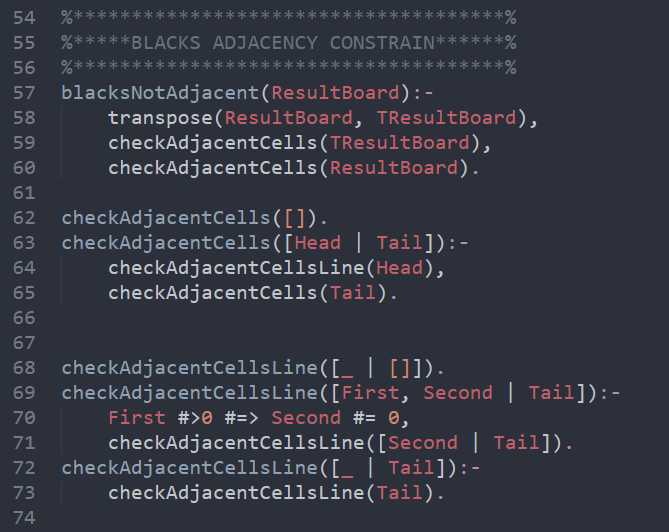 54 %***************************************%
55 %*****BLACKS ADJACENCY CONSTRAIN******%
56 %***************************************%
57 blacksNotAdjacent(ResultBoard):-
58     transpose(ResultBoard, TResultBoard),
59     checkAdjacentCells(TResultBoard),
60     checkAdjacentCells(ResultBoard).
61
62 checkAdjacentCells([]).
63 checkAdjacentCells([Head | Tail]):-
64     checkAdjacentCellsLine(Head),
65     checkAdjacentCells(Tail).
66
67
68 checkAdjacentCellsLine([_ | []]).
69 checkAdjacentCellsLine([First, Second | Tail]):-
70     First #>0 #=> Second #= 0,
71     checkAdjacentCellsLine([Second | Tail]).
72 checkAdjacentCellsLine([_ | Tail]):-
73     checkAdjacentCellsLine(Tail).
74